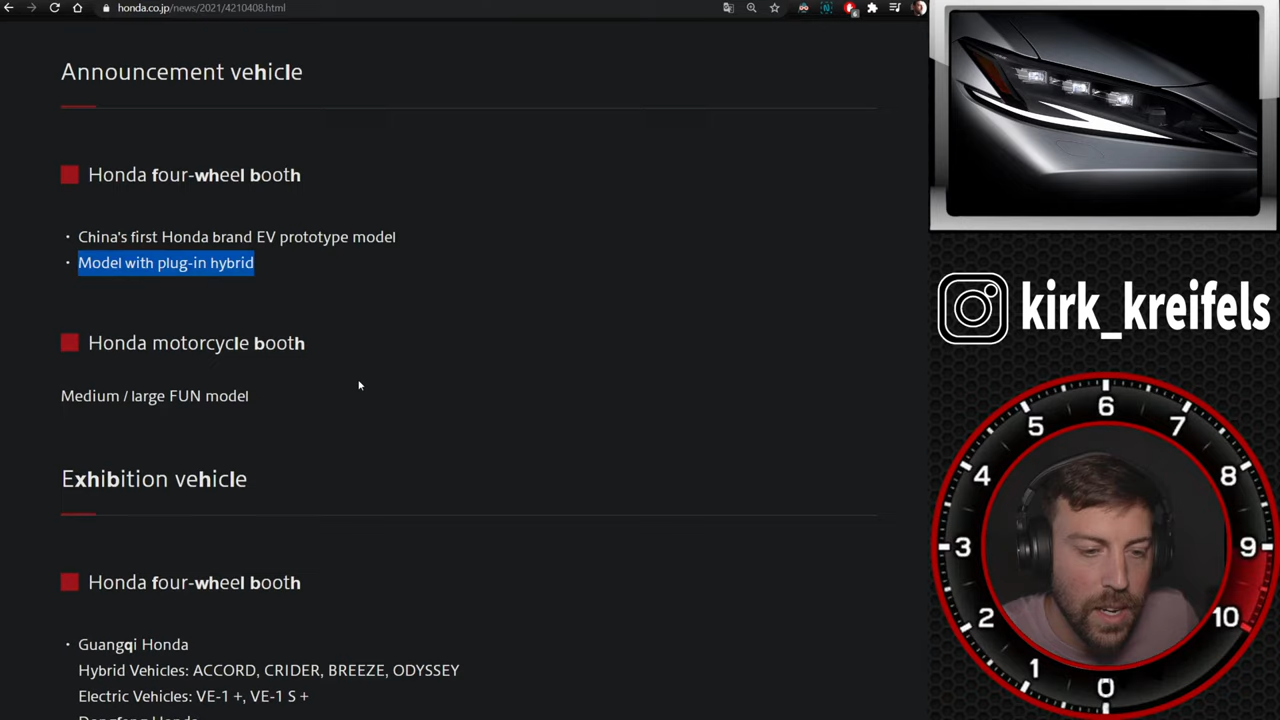 honda.co.jp/news/2021/4210408.html
6
Announcement vehicle
Honda four-wheel booth
• China's first Honda brand EV prototype model
• Model with plug-in hybrid
Honda motorcycle booth
Medium / large FUN model
Exhibition vehicle
Honda four-wheel booth
• Guangqi Honda
Hybrid Vehicles: ACCORD, CRIDER, BREEZE, ODYSSEY
Electric Vehicles: VE-1 +, VE-1 S +
Dongfeng Honda
kirk_kreifels
0
1
2
3
4
5
6
7
8
9
10